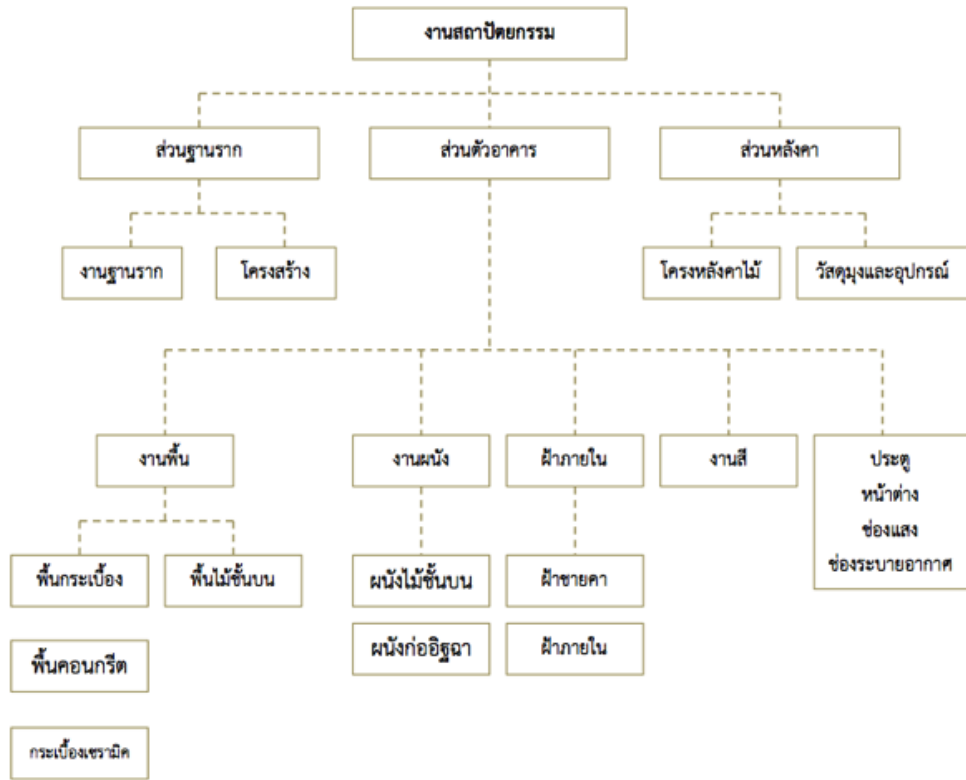 งานสถาปัตยกรรม
ส่วนฐานราก
ส่วนตัวอาคาร
ส่วนหลังคา
งานฐานราก
โครงสร้าง
โครงหลังคาไม้
วัสดุมุงและอุปกรณ์
งานพื้น
งานผนัง
ฝ้าภายใน
งานสี
ประตู
หน้าต่าง
ช่องแสง
ช่องระบายอากาศ
พื้นกระเบื้อง
พื้นไม้ชั้นบน
ผนังไม้ชั้นบน
ฝ้าชายคา
พื้นคอนกรีต
ผนังก่ออิฐฉา
ฝ้าภายใน
กระเบื้องเซรามิค